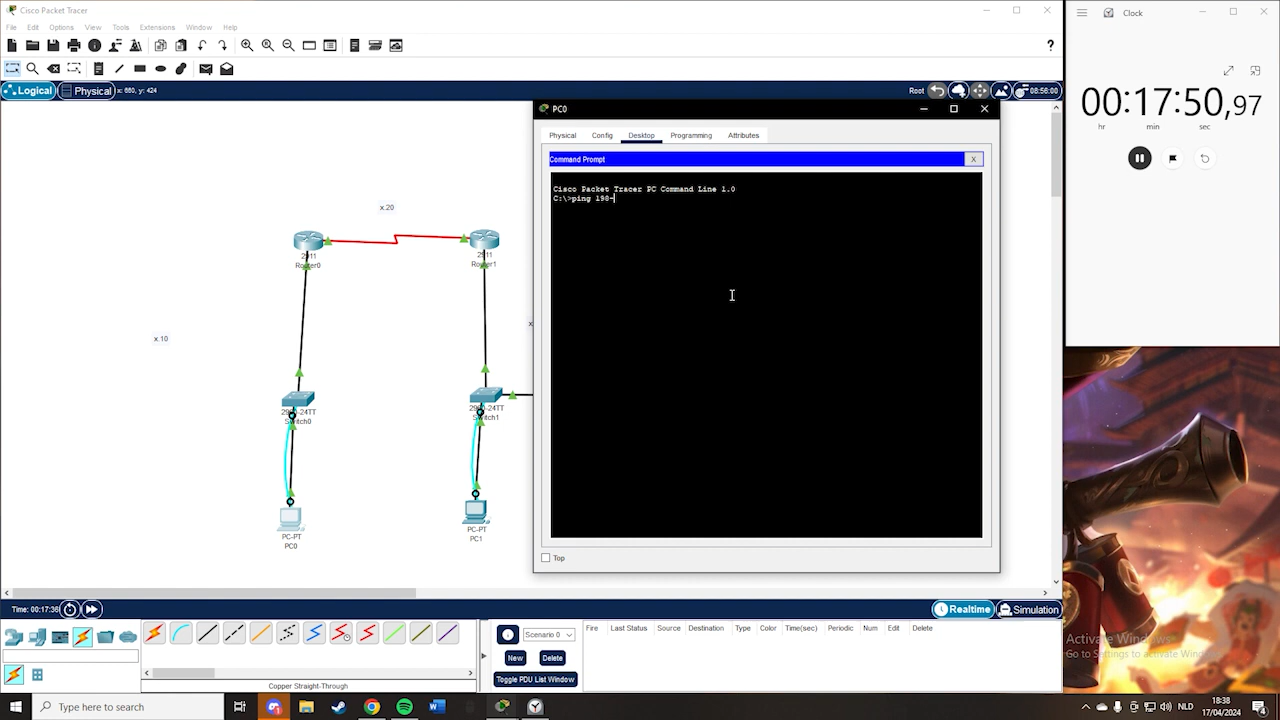 Cisco Packet Tracer
File Edit Options View Tools Extensions Window Help
?
Logical Physical x: 660, y: 424 Root 08:56:00
PC0
Physical Config Desktop Programming Attributes
Command Prompt X
Cisco Packet Tracer PC Command Line 1.0
C:\>ping 198-
Top
x 20
2911
Router0
2911
Router1
x 10
x
Switch0
2960-24TT
Switch1
PC-PT
PC0
PC-PT
PC1
Time: 00:17:36 Realtime Simulation
Scenario 0
New Delete
Toggle PDU List Window
Fire Last Status Source Destination Type Color Time(sec) Periodic Num Edit Delete
Copper Straight-Through
Clock
00:17:50,97
hr min sec
Activate Windows
Go to Settings to activate Windows.
Type here to search
NLD
18:38
17/04/2024